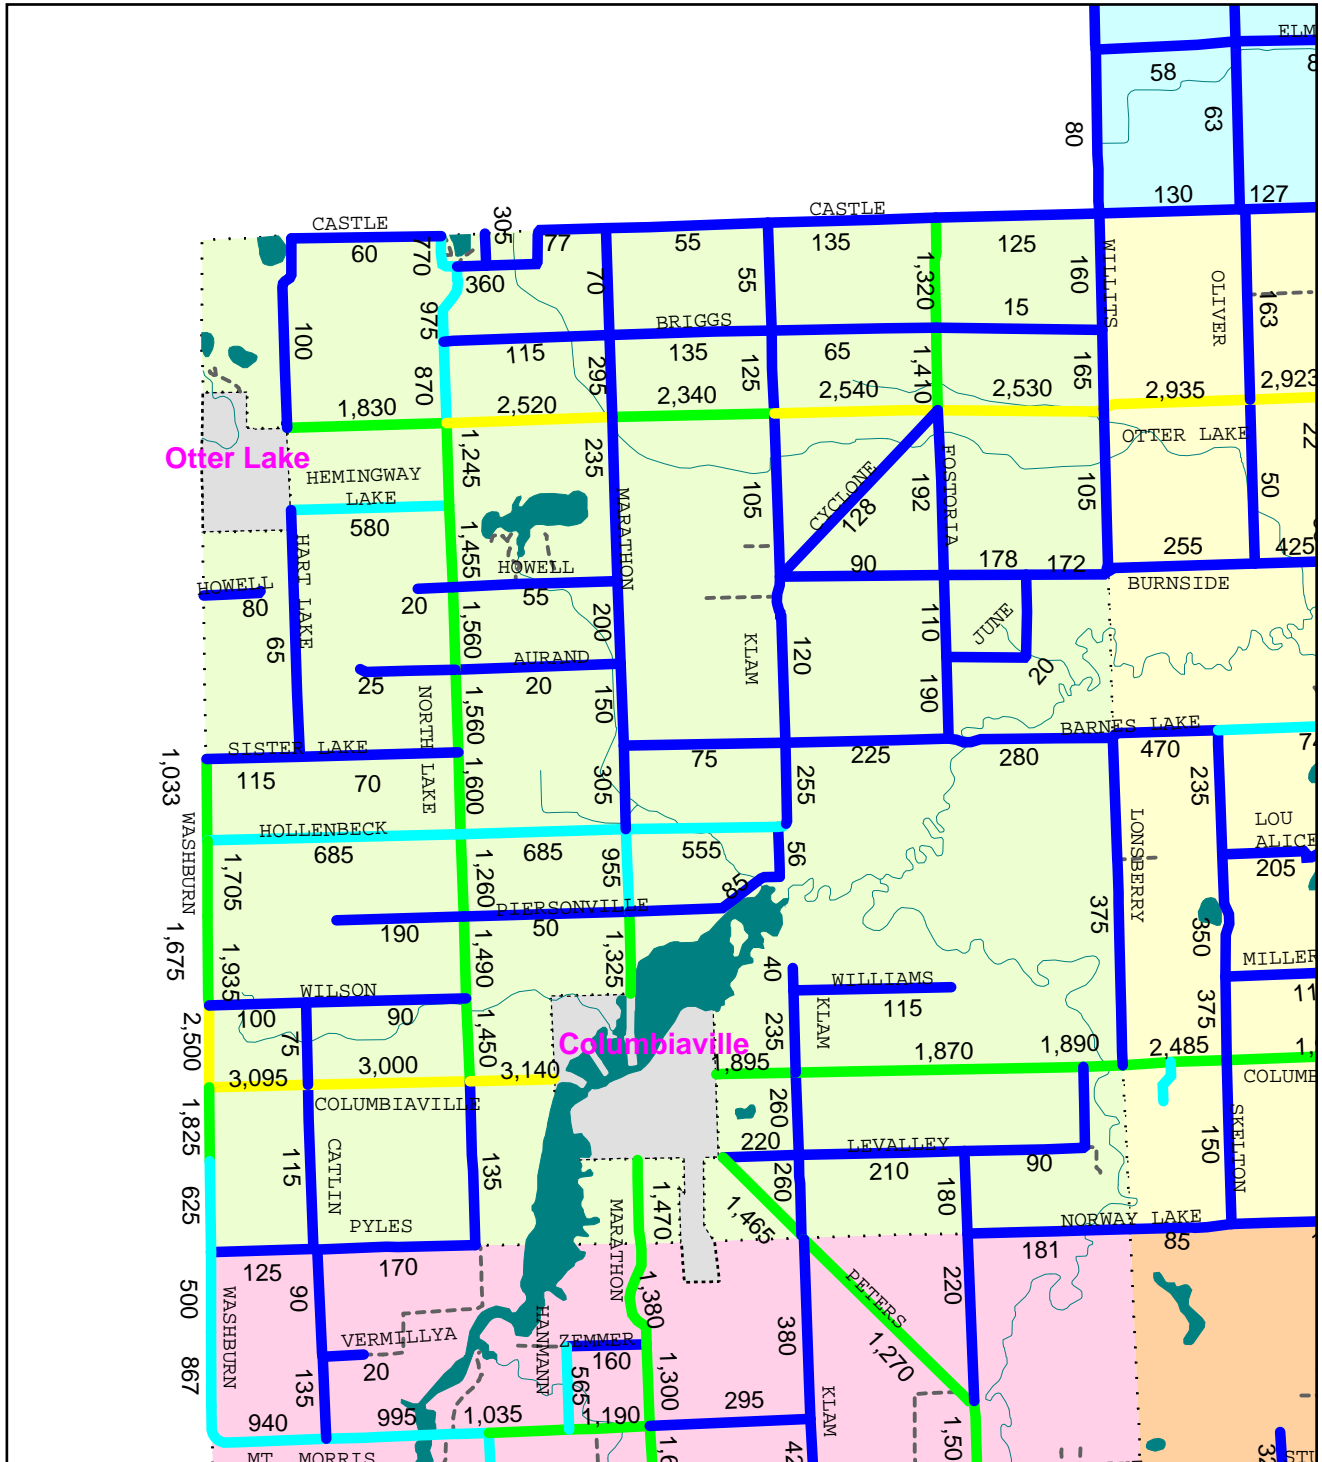 ELM
58
63
80
130
127
CASTLE
305
CASTLE
60
770
77
55
135
125
WILLITS
360
70
55
1,320
160
OLIVER
163
100
975
BRIGGS
15
115
135
65
295
125
1,410
165
870
1,830
2,520
2,340
2,540
2,530
2,935
2,923
OTTER LAKE
Otter Lake
1,245
235
HEMINGWAY
LAKE
580
MARATHON
105
CYCLONE
128
192
FOSTORIA
105
50
1,455
HOWELL
55
20
90
178
172
255
425
BURNSIDE
HOWELL
80
HART LAKE
65
1,560
200
KLAM
120
110
JUNE
20
AURAND
25
20
190
NORTH LAKE
1,560
150
BARNES LAKE
SISTER LAKE
115
70
75
225
280
470
1,033
WASHBURN
1,600
305
255
235
LONSBERRY
LOU
ALICE
205
HOLLENBECK
685
685
555
56
1,705
1,260
955
85
PIERSONVILLE
190
50
375
350
1,675
1,935
1,490
1,325
40
WILLIAMS
115
KLAM
MILLER
WILSON
100
90
75
2,500
1,450
235
375
Columbiaville
3,095
3,000
3,140
1,895
1,870
1,890
2,485
COLUMBIAVILLE
COLUMB
1,825
115
CATLIN
135
260
220
LEVALLEY
210
90
150
SKELTON
625
PYLES
MARATHON
1,470
1,465
260
180
NORWAY LAKE
181
85
125
170
500
WASHBURN
90
1,380
PETERS
220
VERMILLYA
20
HANMANN
ZEMMER
160
380
1,270
867
135
565
1,300
KLAM
940
995
1,035
1,190
295
1,50
MT. MORRIS
STU